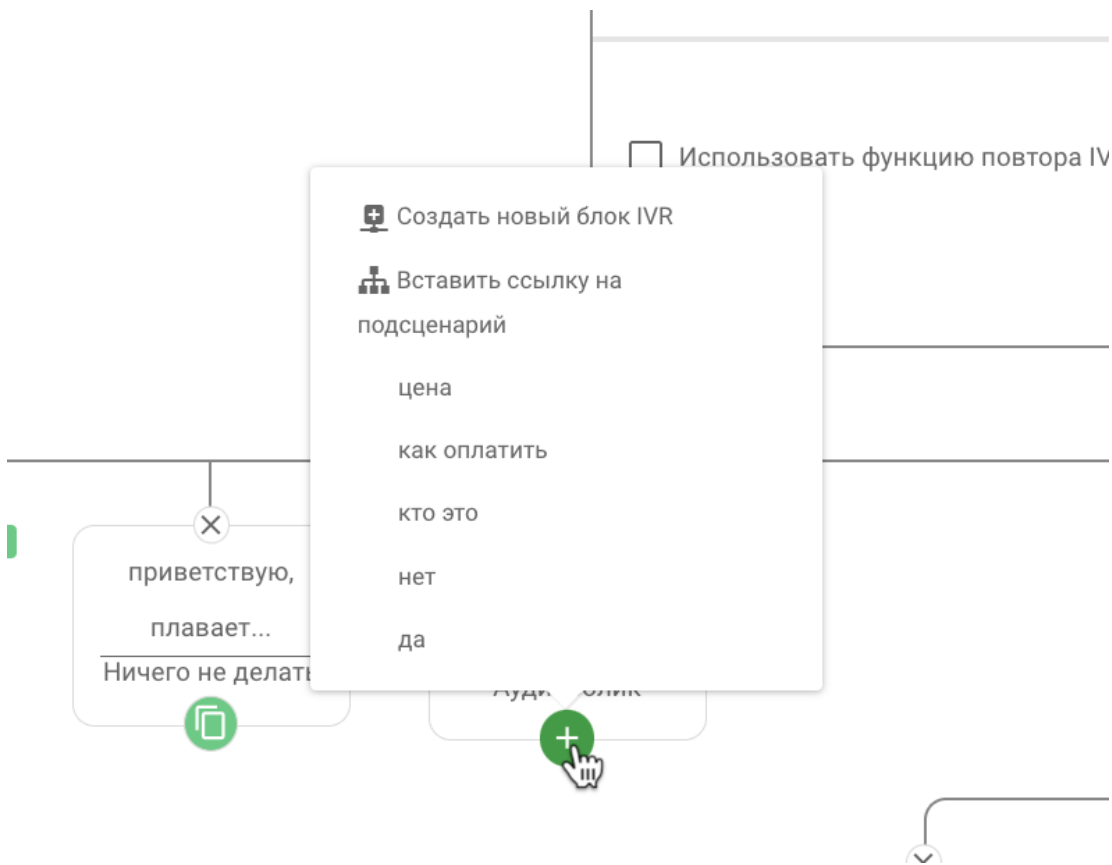 Использовать функцию повтора IV
Создать новый блок IVR
Вставить ссылку на
подсценарий
цена
как оплатить
кто это
нет
да
приветствую,
плавает...
Ничего не делать